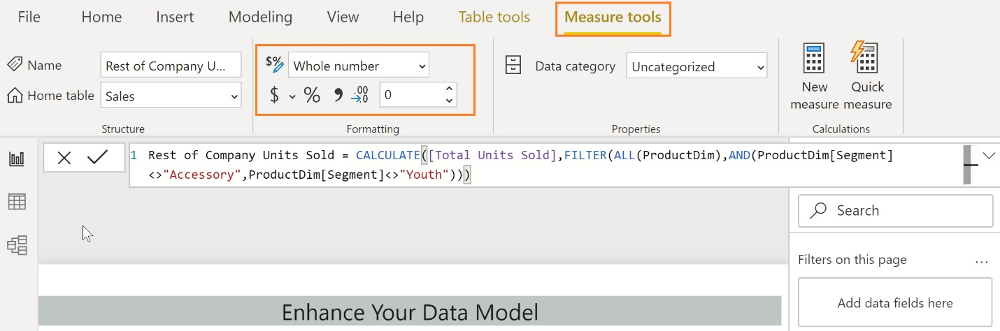 File Home Insert Modeling View Help Table tools Measure tools
Name Rest of Company U...
Home table Sales
Structure
$% Whole number
$ % , .00 →.0 0
Formatting
Data category Uncategorized
Properties
New measure
Quick measure
Calculations
1 Rest of Company Units Sold = CALCULATE([Total Units Sold],FILTER(ALL(ProductDim),AND(ProductDim[Segment]
<>"Accessory",ProductDim[Segment]<>"Youth")))
Search
Filters on this page ...
Add data fields here
Enhance Your Data Model